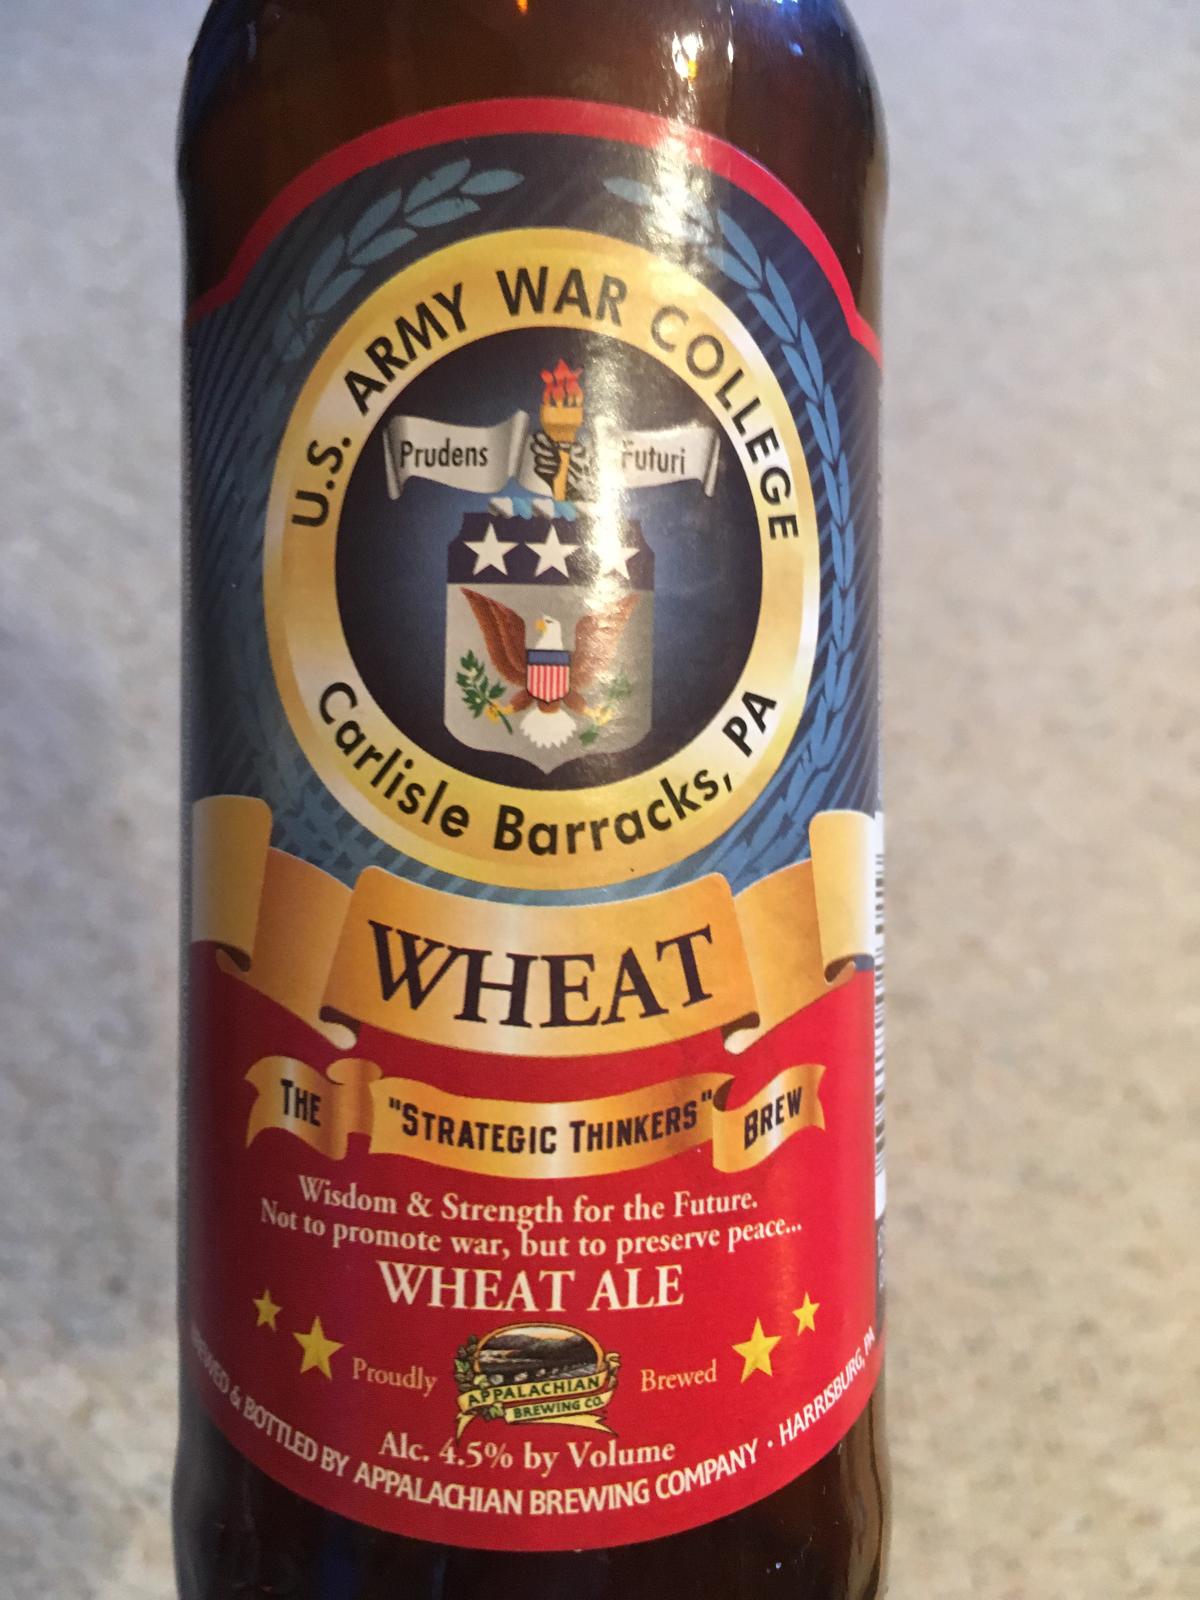 U.S. ARMY WAR COLLEGE
Prudens Futuri
Carlisle Barracks, PA
WHEAT
THE "STRATEGIC THINKERS" BREW
Wisdom & Strength for the Future.
Not to promote war, but to preserve peace...
WHEAT ALE
Proudly Brewed
APPALACHIAN
BREWING CO.
Alc. 4.5% by Volume
BREWED & BOTTLED BY APPALACHIAN BREWING COMPANY · HARRISBURG, PA